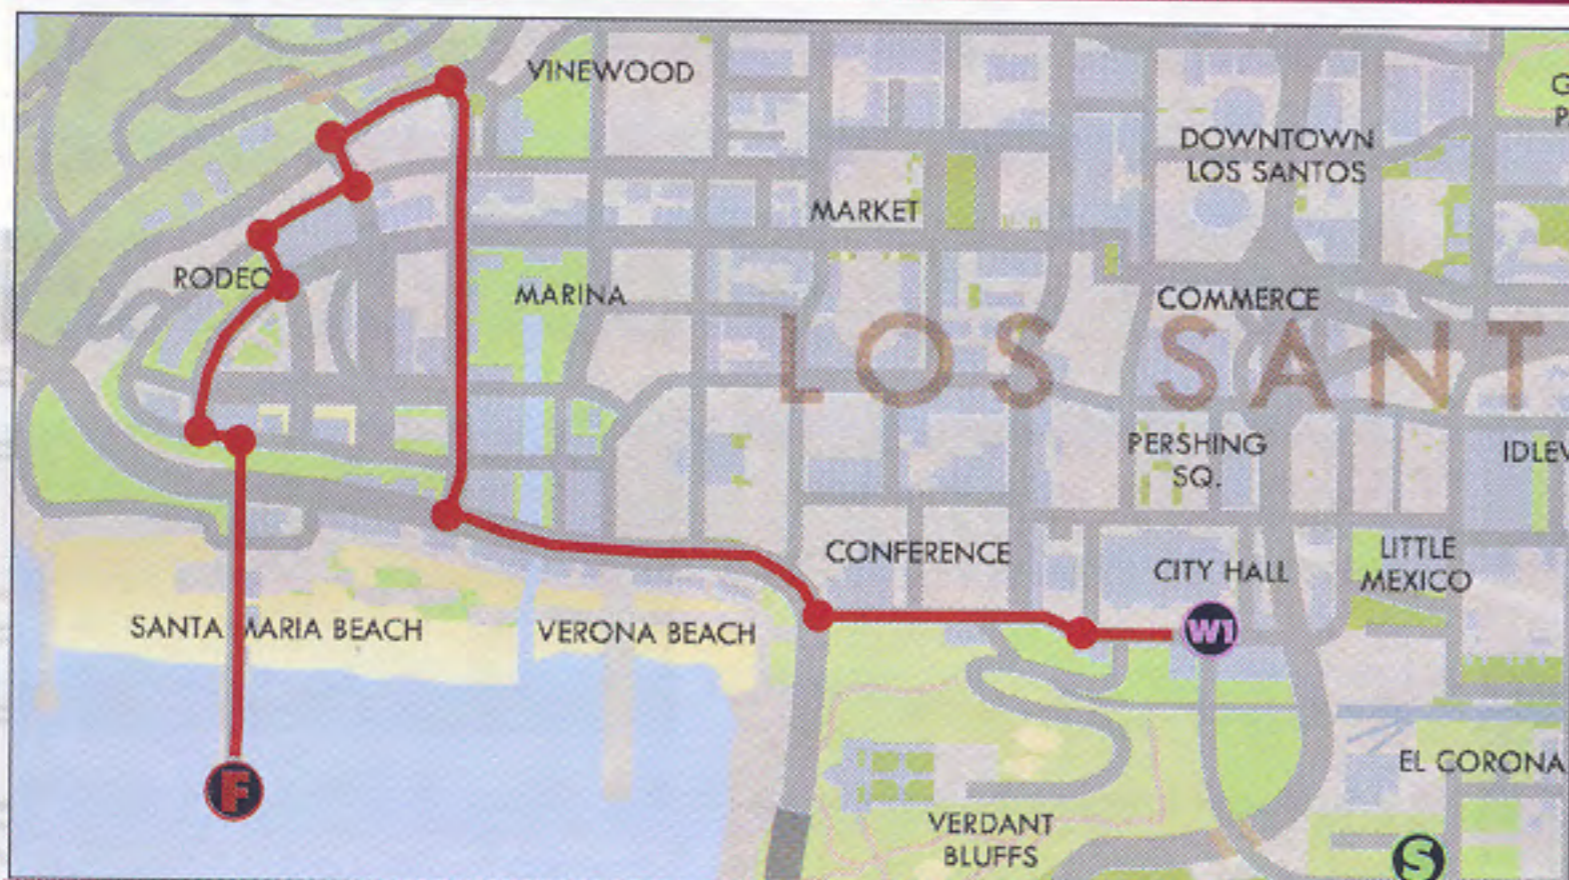 VINEWOOD
DOWNTOWN
LOS SANTOS
MARKET
RODEO
MARINA
COMMERCE
LOS SANT
PERSHING
SQ.
IDLEW
CONFERENCE
CITY HALL
LITTLE
MEXICO
SANTA MARIA BEACH
VERONA BEACH
W1
F
EL CORONA
VERDANT
BLUFFS
S